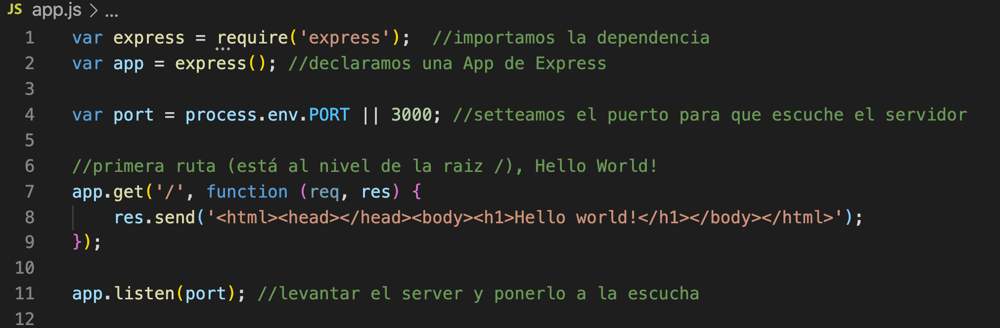 JS app.js > ...
1 var express = require('express');  //importamos la dependencia
2 var app = express(); //declaramos una App de Express
3
4 var port = process.env.PORT || 3000; //setteamos el puerto para que escuche el servidor
5
6 //primera ruta (está al nivel de la raiz /), Hello World!
7 app.get('/', function (req, res) {
8     res.send('<html><head></head><body><h1>Hello world!</h1></body></html>');
9 });
10
11 app.listen(port); //levantar el server y ponerlo a la escucha
12